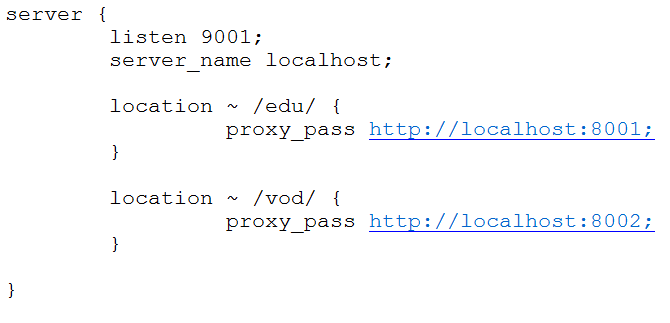 server {
listen 9001;
server_name localhost;
location ~ /edu/ {
proxy_pass http://localhost:8001;
}
location ~ /vod/ {
proxy_pass http://localhost:8002;
}
}